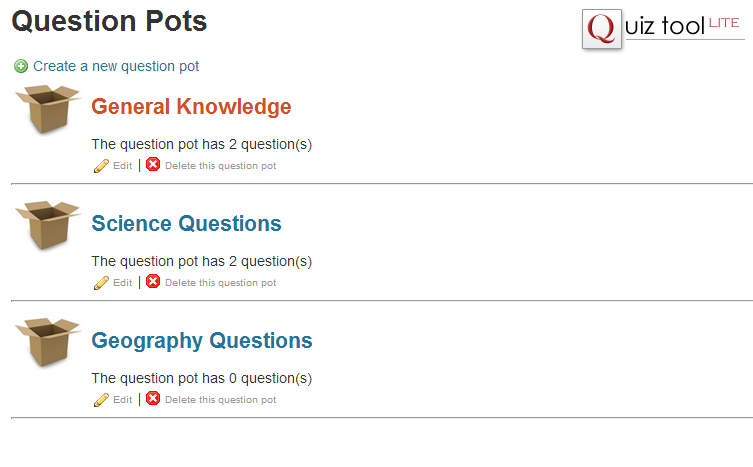 Question Pots
Quiz tool LITE
Create a new question pot
General Knowledge
The question pot has 2 question(s)
Edit | Delete this question pot
Science Questions
The question pot has 2 question(s)
Edit | Delete this question pot
Geography Questions
The question pot has 0 question(s)
Edit | Delete this question pot